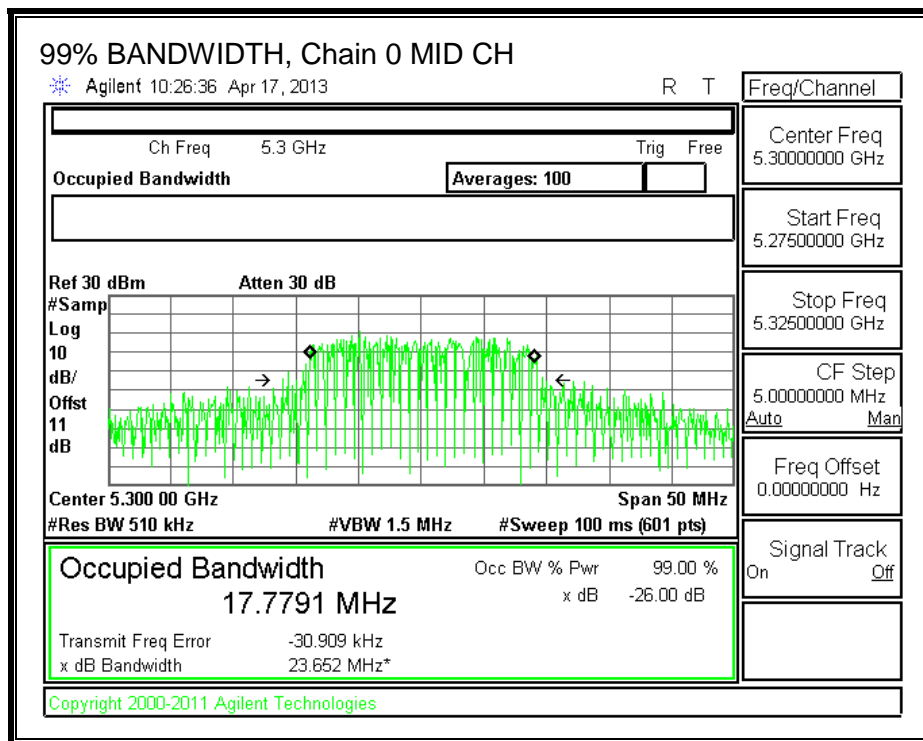 99% BANDWIDTH, Chain 0 MID CH
Agilent 10:26:36 Apr 17, 2013 R T
Freq/Channel
Ch Freq 5.3 GHz Trig Free
Occupied Bandwidth Averages: 100
Center Freq
5.30000000 GHz
Start Freq
5.27500000 GHz
Stop Freq
5.32500000 GHz
CF Step
5.00000000 MHz
Auto Man
Freq Offset
0.00000000 Hz
Signal Track
On Off
Ref 30 dBm Atten 30 dB
#Samp
Log
10
dB/
Offst
11
dB
Center 5.300 00 GHz Span 50 MHz
#Res BW 510 kHz #VBW 1.5 MHz #Sweep 100 ms (601 pts)
Occupied Bandwidth Occ BW % Pwr 99.00 %
17.7791 MHz x dB -26.00 dB
Transmit Freq Error -30.909 kHz
x dB Bandwidth 23.652 MHz*
Copyright 2000-2011 Agilent Technologies